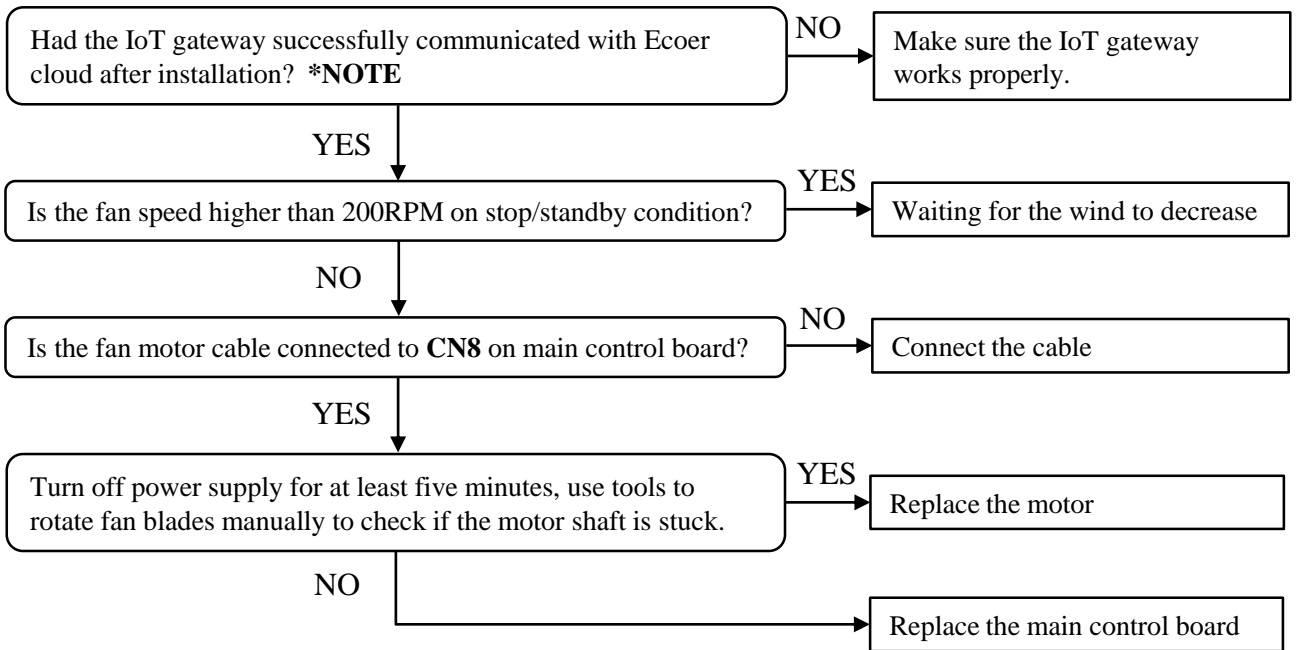 Had the IoT gateway successfully communicated with Ecoer
cloud after installation? *NOTE
NO
Make sure the IoT gateway
works properly.
YES
Is the fan speed higher than 200RPM on stop/standby condition?
YES
Waiting for the wind to decrease
NO
Is the fan motor cable connected to CN8 on main control board?
NO
Connect the cable
YES
Turn off power supply for at least five minutes, use tools to
rotate fan blades manually to check if the motor shaft is stuck.
YES
Replace the motor
NO
Replace the main control board